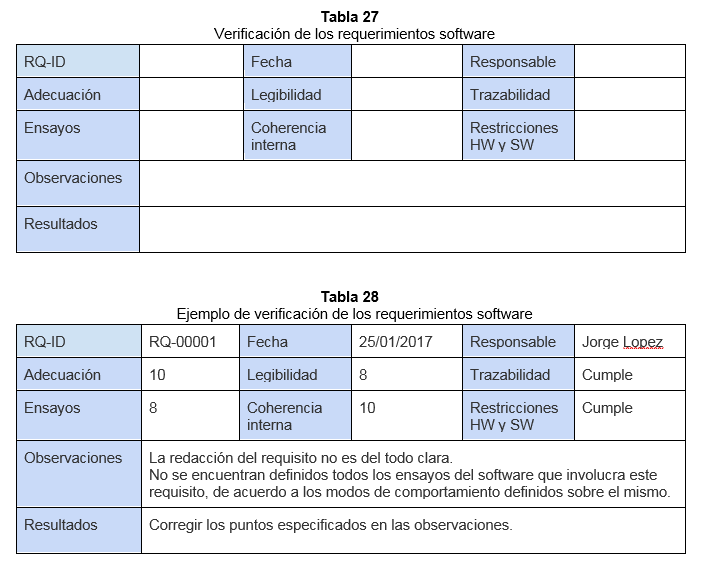 Tabla 27
Verificación de los requerimientos software
RQ-ID Fecha Responsable
Adecuación Legibilidad Trazabilidad
Ensayos Coherencia interna Restricciones HW y SW
Observaciones
Resultados
Tabla 28
Ejemplo de verificación de los requerimientos software
RQ-ID RQ-00001 Fecha 25/01/2017 Responsable Jorge Lopez
Adecuación 10 Legibilidad 8 Trazabilidad Cumple
Ensayos 8 Coherencia interna 10 Restricciones HW y SW Cumple
Observaciones La redacción del requisito no es del todo clara.
No se encuentran definidos todos los ensayos del software que involucra este
requisito, de acuerdo a los modos de comportamiento definidos sobre el mismo.
Resultados Corregir los puntos especificados en las observaciones.